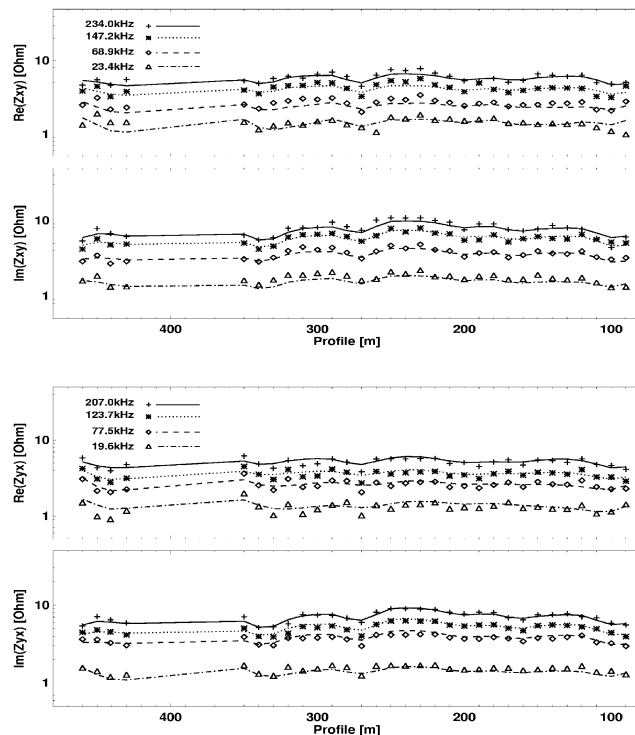 234.0kHz
147.2kHz
68.9kHz
23.4kHz
10
1
Re(Zxy) [Ohm]
10
1
Im(Zxy) [Ohm]
400 300 200 100
Profile [m]
207.0kHz
123.7kHz
77.5kHz
19.6kHz
10
1
Re(Zyx) [Ohm]
10
1
Im(Zyx) [Ohm]
400 300 200 100
Profile [m]